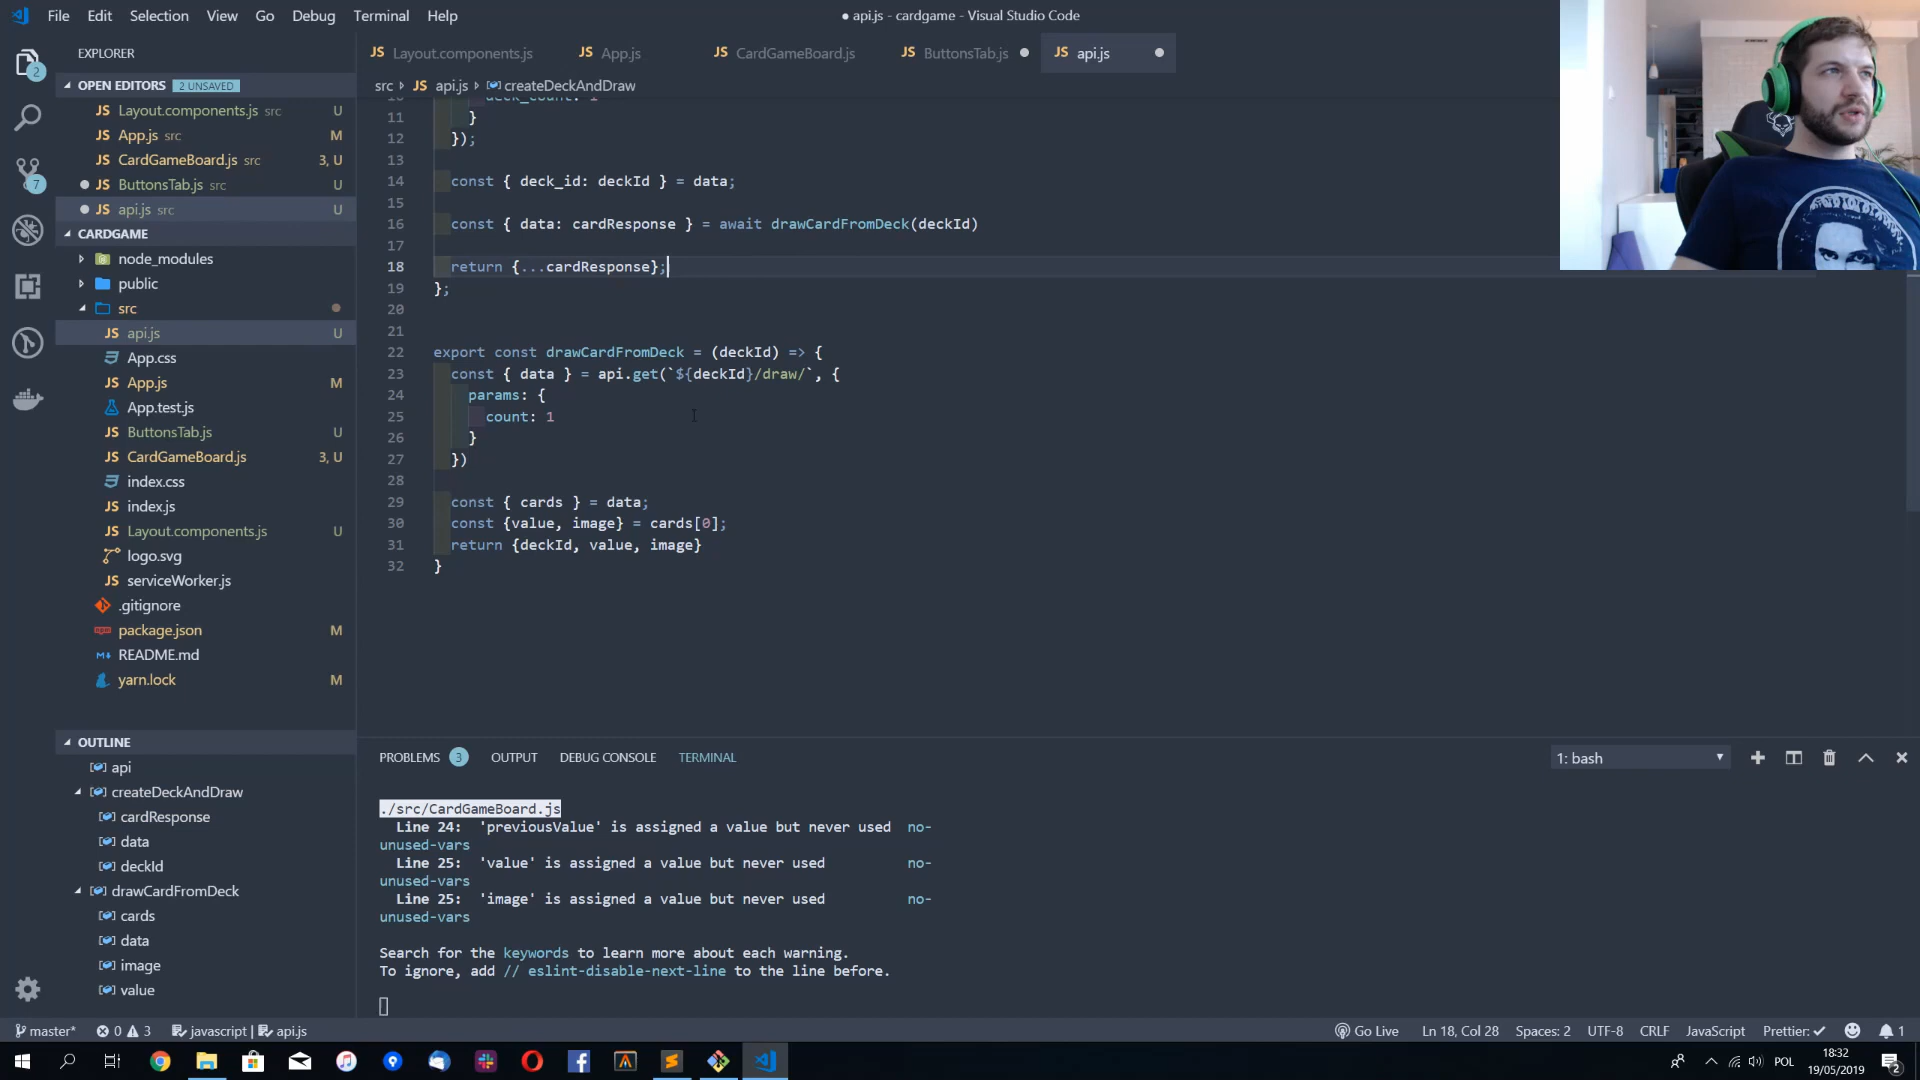 File Edit Selection View Go Debug Terminal Help
● api.js - cardgame - Visual Studio Code
EXPLORER
OPEN EDITORS 2 UNSAVED
JS Layout.components.js src U
JS App.js src M
JS CardGameBoard.js src 3, U
● JS ButtonsTab.js src U
● JS api.js src U
CARDGAME
node_modules
public
src
JS api.js U
App.css
JS App.js M
App.test.js
JS ButtonsTab.js U
JS CardGameBoard.js 3, U
index.css
JS index.js
JS Layout.components.js U
logo.svg
JS serviceWorker.js
.gitignore
package.json M
README.md
yarn.lock M
OUTLINE
api
createDeckAndDraw
cardResponse
data
deckId
drawCardFromDeck
cards
data
image
value
2
7
JS Layout.components.js JS App.js JS CardGameBoard.js JS ButtonsTab.js ● JS api.js ●
src JS api.js createDeckAndDraw
10 deck_count: 1
11 }
12 });
13
14 const { deck_id: deckId } = data;
15
16 const { data: cardResponse } = await drawCardFromDeck(deckId)
17
18 return {...cardResponse};
19 };
20
21
22 export const drawCardFromDeck = (deckId) => {
23 const { data } = api.get(`${deckId}/draw/`, {
24 params: {
25 count: 1
26 }
27 })
28
29 const { cards } = data;
30 const {value, image} = cards[0];
31 return {deckId, value, image}
32 }
PROBLEMS 3 OUTPUT DEBUG CONSOLE TERMINAL 1: bash
./src/CardGameBoard.js
Line 24: 'previousValue' is assigned a value but never used no-
unused-vars
Line 25: 'value' is assigned a value but never used no-
unused-vars
Line 25: 'image' is assigned a value but never used no-
unused-vars
Search for the keywords to learn more about each warning.
To ignore, add // eslint-disable-next-line to the line before.
master* 0 3 javascript | api.js Go Live Ln 18, Col 28 Spaces: 2 UTF-8 CRLF JavaScript Prettier: ✓ 1
POL 18:32
19/05/2019 2